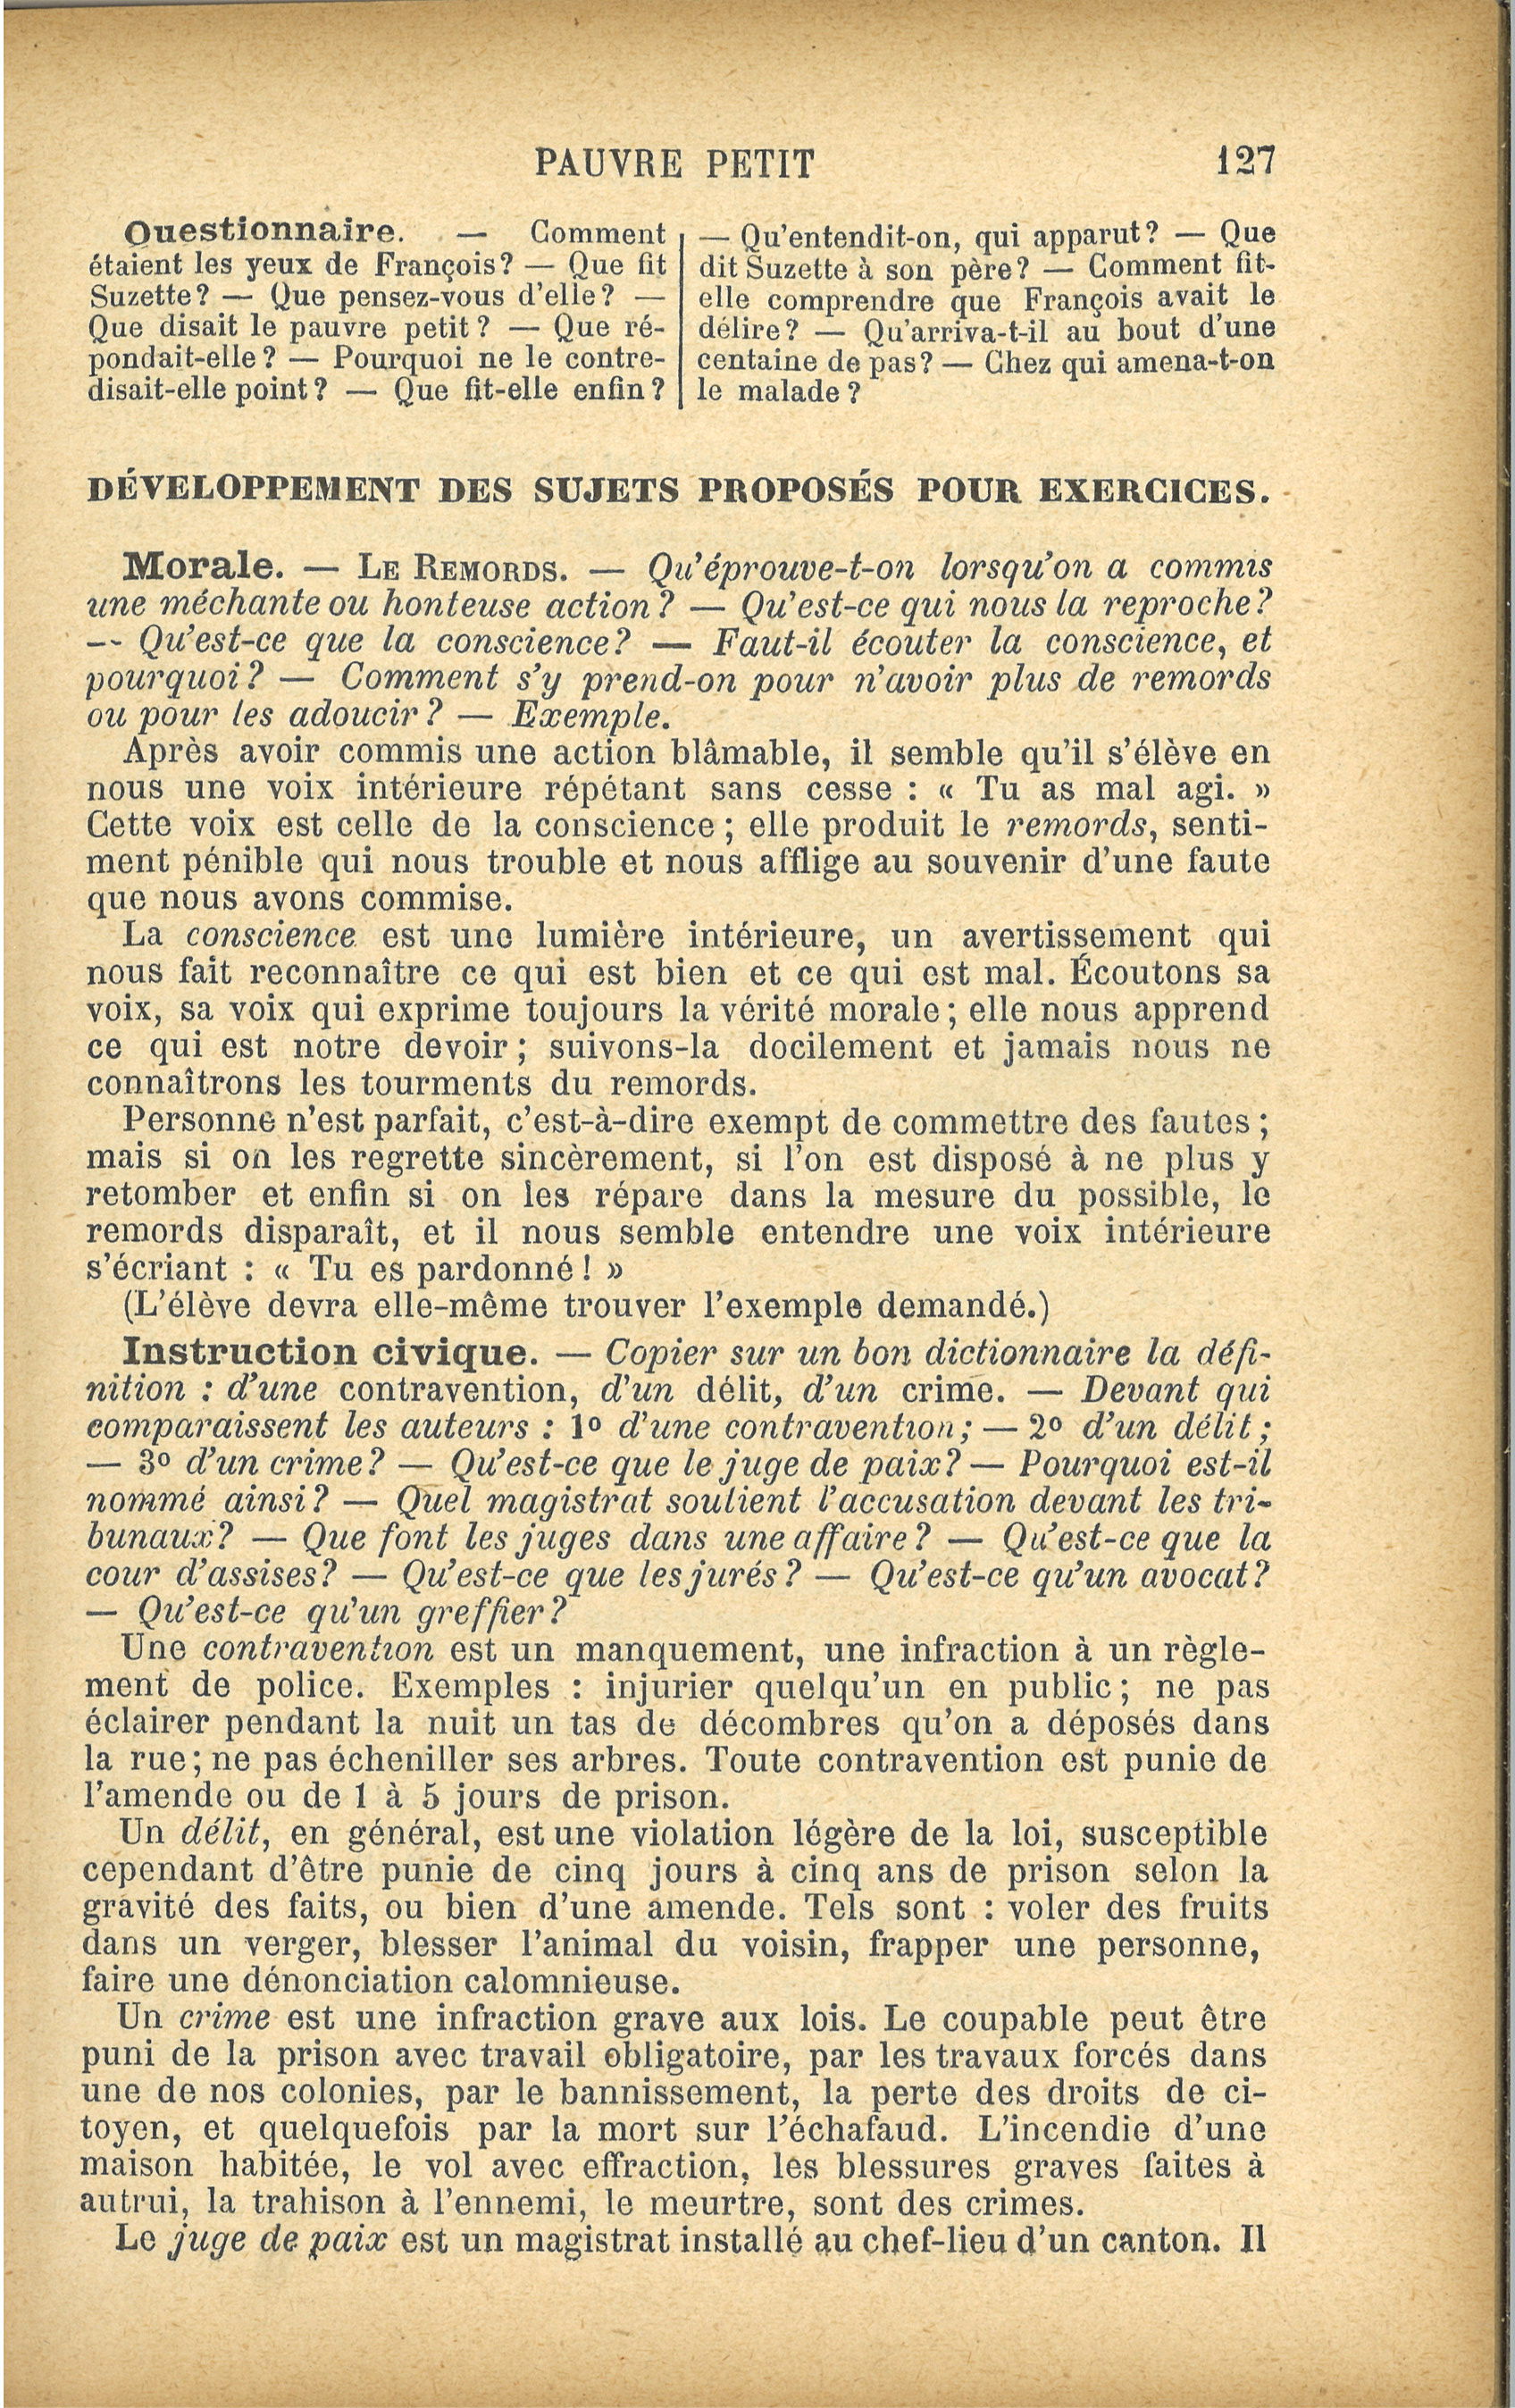 PAUVRE PETIT 127
Questionnaire. — Comment
étaient les yeux de François? — Que fit
Suzette? — Que pensez-vous d'elle? —
Que disait le pauvre petit? — Que ré-
pondait-elle? — Pourquoi ne le contre-
disait-elle point? — Que fit-elle enfin?
— Qu'entendit-on, qui apparut? — Que
dit Suzette à son père? — Comment fit-
elle comprendre que François avait le
délire? — Qu'arriva-t-il au bout d'une
centaine de pas? — Chez qui amena-t-on
le malade?
DÉVELOPPEMENT DES SUJETS PROPOSÉS POUR EXERCICES.
Morale. — LE REMORDS. — Qu'éprouve-t-on lorsqu'on a commis
une méchante ou honteuse action? — Qu'est-ce qui nous la reproche?
— Qu'est-ce que la conscience? — Faut-il écouter la conscience, et
pourquoi? — Comment s'y prend-on pour n'avoir plus de remords
ou pour les adoucir? — Exemple.
Après avoir commis une action blâmable, il semble qu'il s'élève en
nous une voix intérieure répétant sans cesse : « Tu as mal agi. »
Cette voix est celle de la conscience; elle produit le remords, senti-
ment pénible qui nous trouble et nous afflige au souvenir d'une faute
que nous avons commise.
La conscience est une lumière intérieure, un avertissement qui
nous fait reconnaître ce qui est bien et ce qui est mal. Écoutons sa
voix, sa voix qui exprime toujours la vérité morale; elle nous apprend
ce qui est notre devoir; suivons-la docilement et jamais nous ne
connaîtrons les tourments du remords.
Personne n'est parfait, c'est-à-dire exempt de commettre des fautes;
mais si on les regrette sincèrement, si l'on est disposé à ne plus y
retomber et enfin si on les répare dans la mesure du possible, le
remords disparaît, et il nous semble entendre une voix intérieure
s'écriant : « Tu es pardonné! »
(L'élève devra elle-même trouver l'exemple demandé.)
Instruction civique. — Copier sur un bon dictionnaire la défi-
nition : d'une contravention, d'un délit, d'un crime. — Devant qui
comparaissent les auteurs : 1º d'une contravention; — 2º d'un délit;
— 3º d'un crime? — Qu'est-ce que le juge de paix? — Pourquoi est-il
nommé ainsi? — Quel magistrat soutient l'accusation devant les tri-
bunaux? — Que font les juges dans une affaire? — Qu'est-ce que la
cour d'assises? — Qu'est-ce que les jurés? — Qu'est-ce qu'un avocat?
— Qu'est-ce qu'un greffier?
Une contravention est un manquement, une infraction à un règle-
ment de police. Exemples : injurier quelqu'un en public; ne pas
éclairer pendant la nuit un tas de décombres qu'on a déposés dans
la rue; ne pas écheniller ses arbres. Toute contravention est punie de
l'amende ou de 1 à 5 jours de prison.
Un délit, en général, est une violation légère de la loi, susceptible
cependant d'être punie de cinq jours à cinq ans de prison selon la
gravité des faits, ou bien d'une amende. Tels sont : voler des fruits
dans un verger, blesser l'animal du voisin, frapper une personne,
faire une dénonciation calomnieuse.
Un crime est une infraction grave aux lois. Le coupable peut être
puni de la prison avec travail obligatoire, par les travaux forcés dans
une de nos colonies, par le bannissement, la perte des droits de ci-
toyen, et quelquefois par la mort sur l'échafaud. L'incendie d'une
maison habitée, le vol avec effraction, les blessures graves faites à
autrui, la trahison à l'ennemi, le meurtre, sont des crimes.
Le juge de paix est un magistrat installé au chef-lieu d'un canton. Il